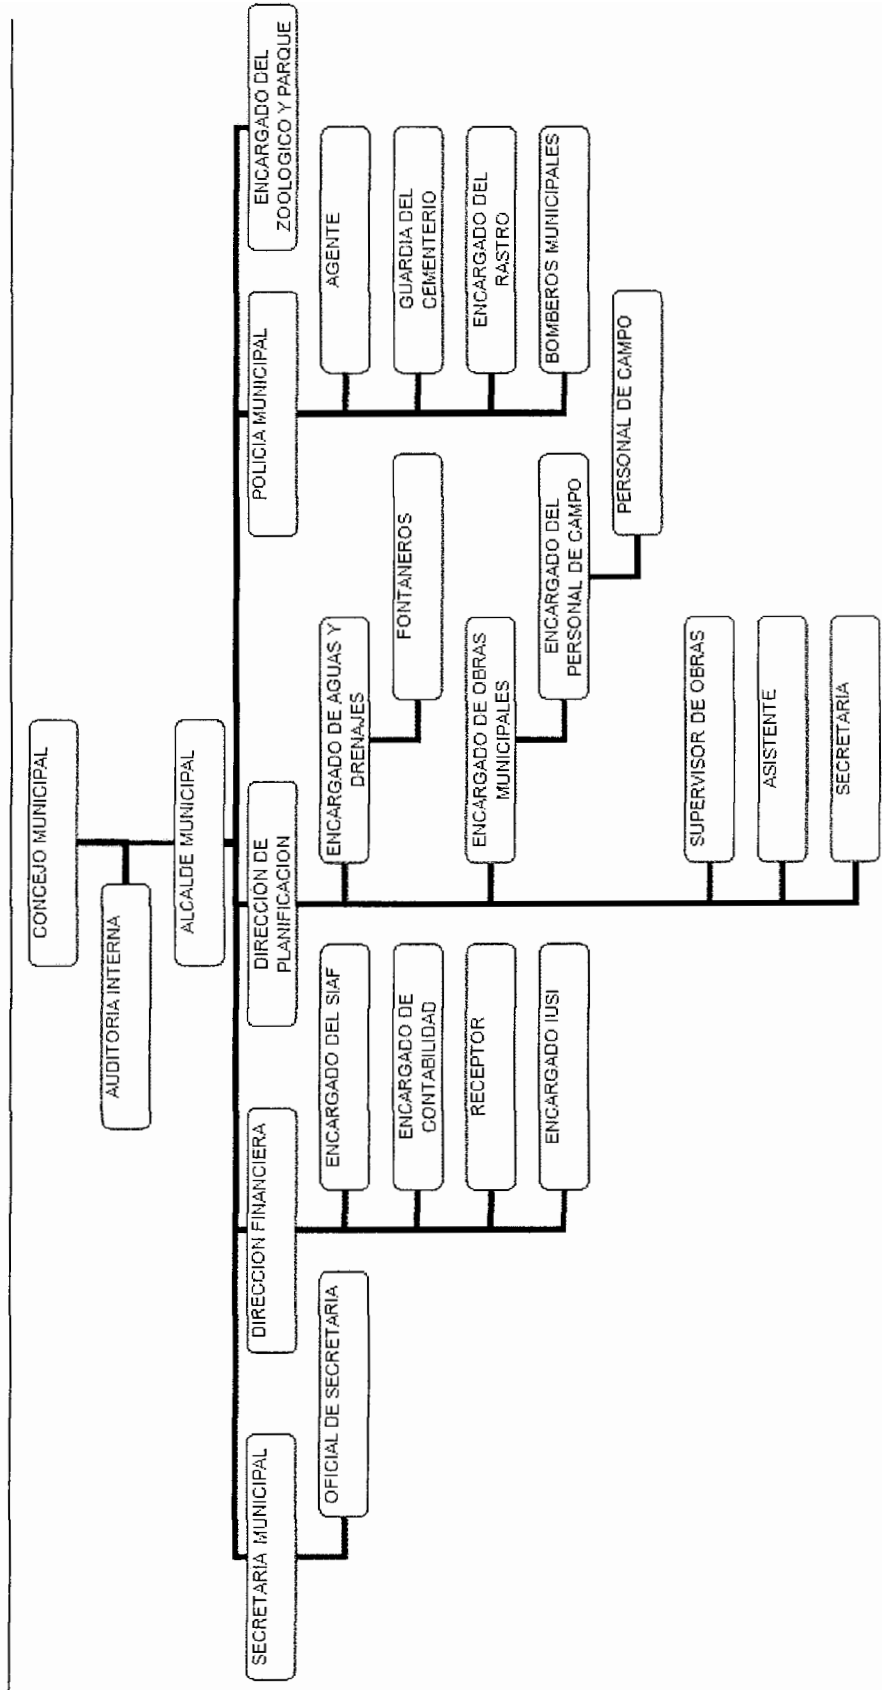 CONCEJO MUNICIPAL
AUDITORIA INTERNA
ALCALDE MUNICIPAL
SECRETARIA MUNICIPAL
OFICIAL DE SECRETARIA
DIRECCION FINANCIERA
ENCARGADO DEL SIAF
ENCARGADO DE
CONTABILIDAD
RECEPTOR
ENCARGADO IUSI
DIRECCION DE
PLANIFICACION
ENCARGADO DE AGUAS Y
DRENAJES
FONTANEROS
ENCARGADO DE OBRAS
MUNICIPALES
ENCARGADO DEL
PERSONAL DE CAMPO
PERSONAL DE CAMPO
SUPERVISOR DE OBRAS
ASISTENTE
SECRETARIA
POLICIA MUNICIPAL
AGENTE
GUARDIA DEL
CEMENTERIO
ENCARGADO DEL
RASTRO
BOMBEROS MUNICIPALES
ENCARGADO DEL
ZOOLOGICO Y PARQUE